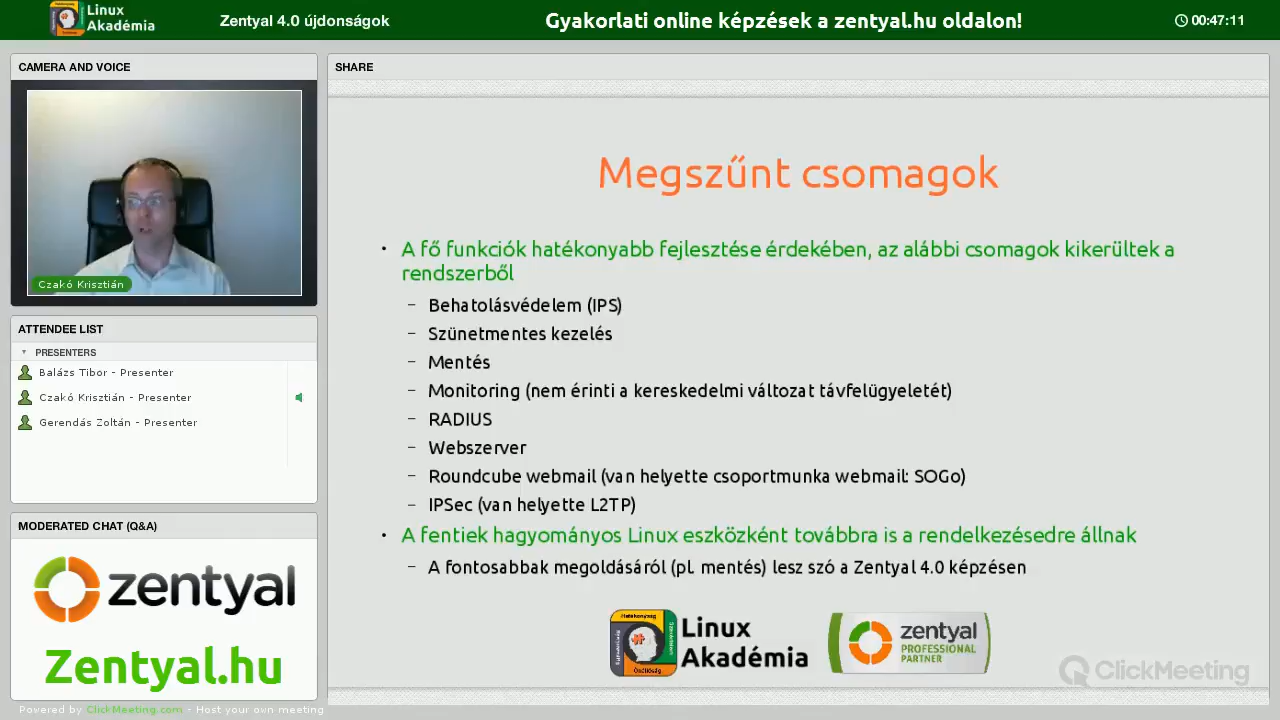 Linux
Akadémia
Zentyal 4.0 újdonságok
Gyakorlati online képzések a zentyal.hu oldalon!
00:47:11
CAMERA AND VOICE
Czakó Krisztián
ATTENDEE LIST
PRESENTERS
Balázs Tibor - Presenter
Czakó Krisztián - Presenter
Gerendás Zoltán - Presenter
MODERATED CHAT (Q&A)
zentyal
Zentyal.hu
Powered by ClickMeeting.com - Host your own meeting
SHARE
Megszűnt csomagok
• A fő funkciók hatékonyabb fejlesztése érdekében, az alábbi csomagok kikerültek a
rendszerből
– Behatolásvédelem (IPS)
– Szünetmentes kezelés
– Mentés
– Monitoring (nem érinti a kereskedelmi változat távfelügyeletét)
– RADIUS
– Webszerver
– Roundcube webmail (van helyette csoportmunka webmail: SOGo)
– IPSec (van helyette L2TP)
• A fentiek hagyományos Linux eszközként továbbra is a rendelkezésedre állnak
– A fontosabbak megoldásáról (pl. mentés) lesz szó a Zentyal 4.0 képzésen
Hatékonyság
Linux
Akadémia
zentyal
PROFESSIONAL
PARTNER
ClickMeeting